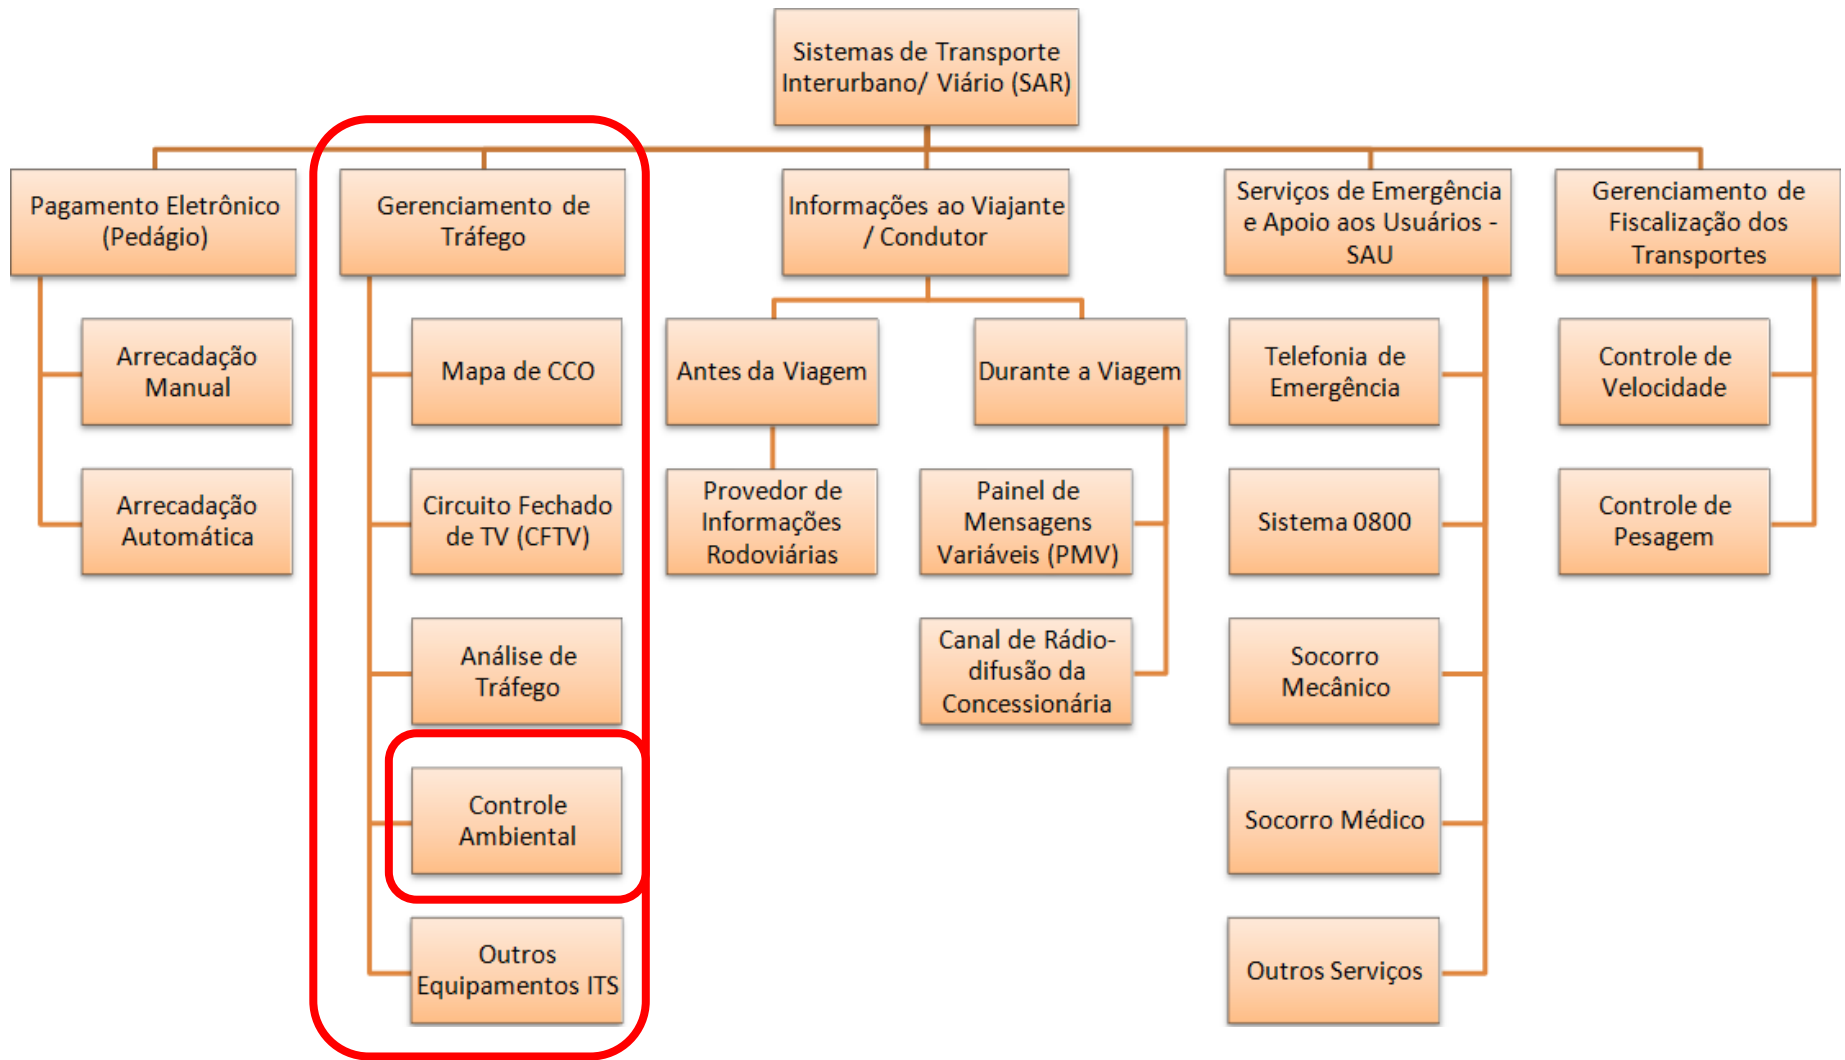 Sistemas de Transporte
Interurbano/ Viário (SAR)
Pagamento Eletrônico
(Pedágio)
Arrecadação
Manual
Arrecadação
Automática
Gerenciamento de
Tráfego
Mapa de CCO
Circuito Fechado
de TV (CFTV)
Análise de
Tráfego
Controle
Ambiental
Outros
Equipamentos ITS
Informações ao Viajante
/ Condutor
Antes da Viagem
Provedor de
Informações
Rodoviárias
Durante a Viagem
Painel de
Mensagens
Variáveis (PMV)
Canal de Rádio-
difusão da
Concessionária
Serviços de Emergência
e Apoio aos Usuários -
SAU
Telefonia de
Emergência
Sistema 0800
Socorro
Mecânico
Socorro Médico
Outros Serviços
Gerenciamento de
Fiscalização dos
Transportes
Controle de
Velocidade
Controle de
Pesagem